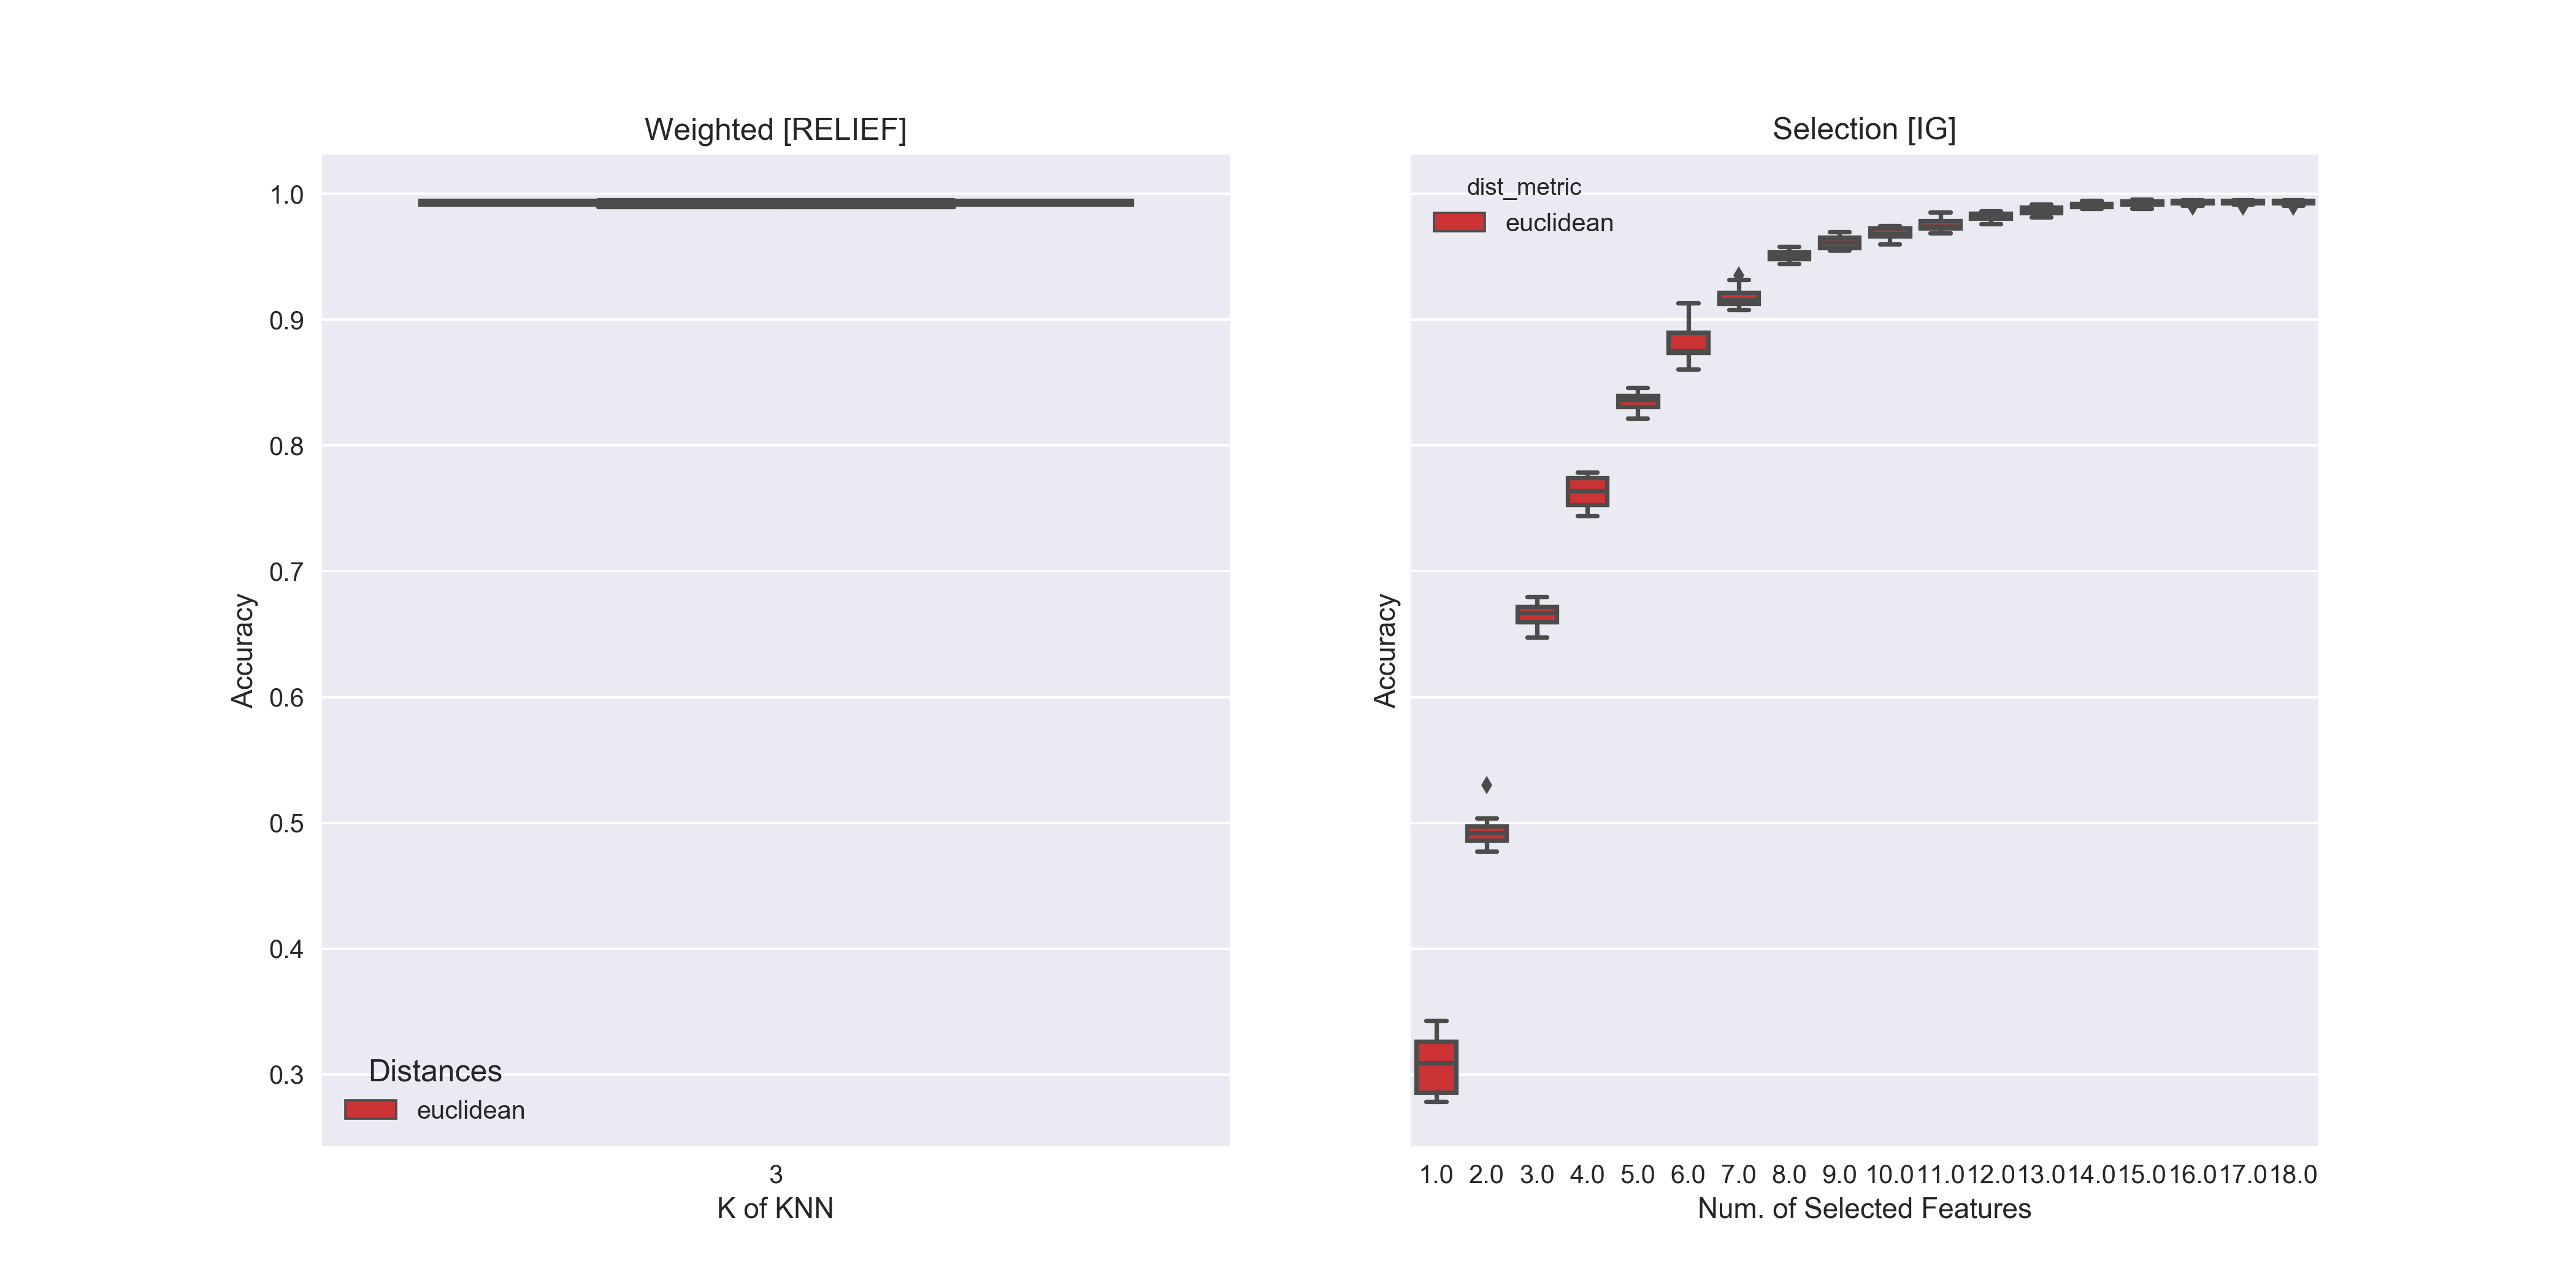 Weighted [RELIEF]
1.0
0.9
0.8
0.7
0.6
0.5
0.4
0.3
Accuracy
Distances
euclidean
3
K of KNN
Selection [IG]
dist_metric
euclidean
Accuracy
1.0 2.0 3.0 4.0 5.0 6.0 7.0 8.0 9.0 10.0 11.0 12.0 13.0 14.0 15.0 16.0 17.0 18.0
Num. of Selected Features